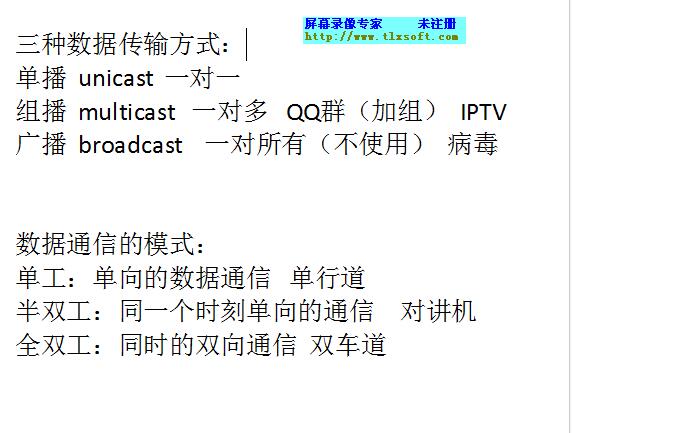 屏幕录像专家 未注册
http://www.tlxsoft.com
三种数据传输方式：
单播 unicast 一对一
组播 multicast 一对多 QQ群（加组） IPTV
广播 broadcast 一对所有（不使用） 病毒
数据通信的模式：
单工：单向的数据通信 单行道
半双工：同一个时刻单向的通信 对讲机
全双工：同时的双向通信 双车道